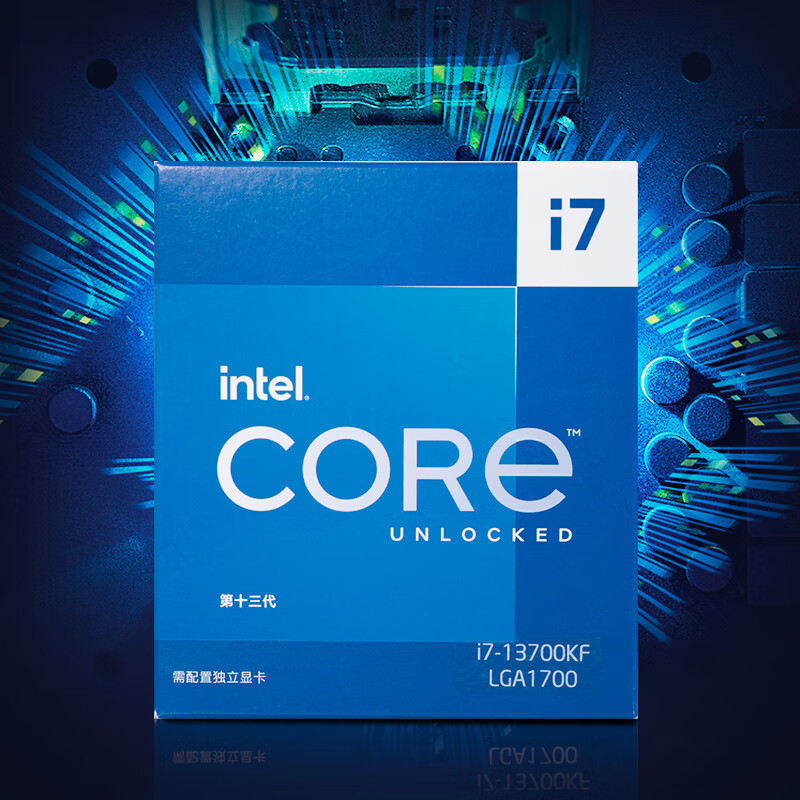 i7
intel.
CORe™
UNLOCKED
第十三代
i7-13700KF
LGA1700
需配置独立显卡